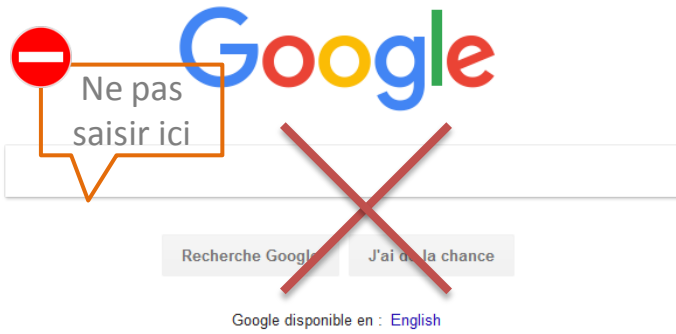 Google
Ne pas
saisir ici
Recherche Google J'ai de la chance
Google disponible en : English